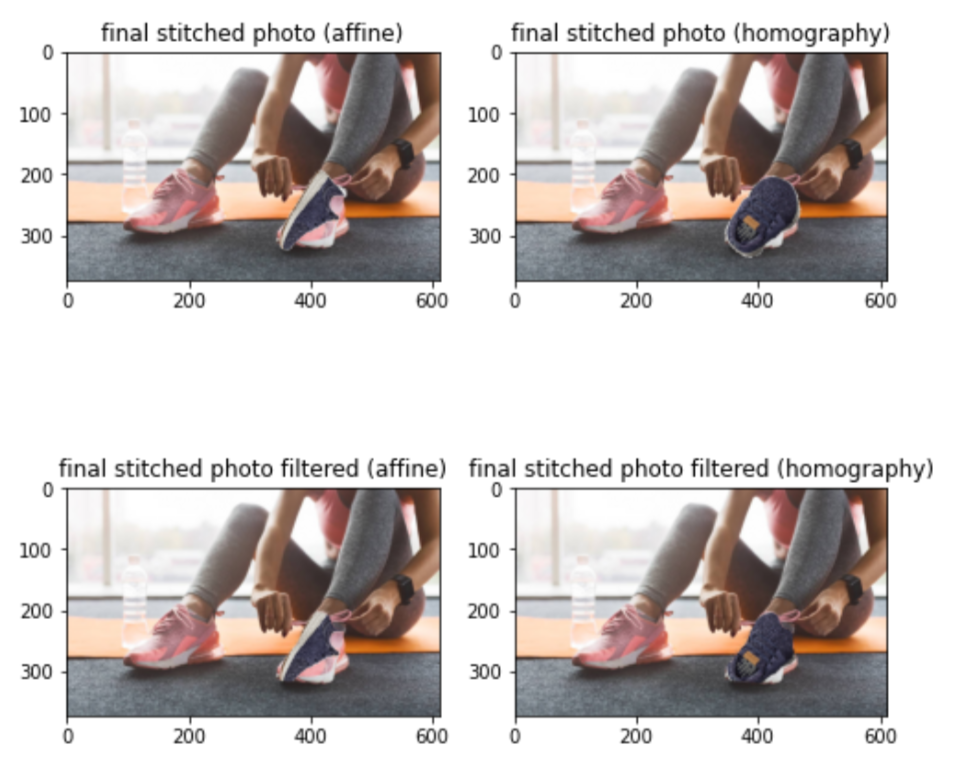 final stitched photo (affine)
final stitched photo (homography)
0
100
200
300
0 200 400 600
0
100
200
300
0 200 400 600
final stitched photo filtered (affine)
final stitched photo filtered (homography)
0
100
200
300
0 200 400 600
0
100
200
300
0 200 400 600